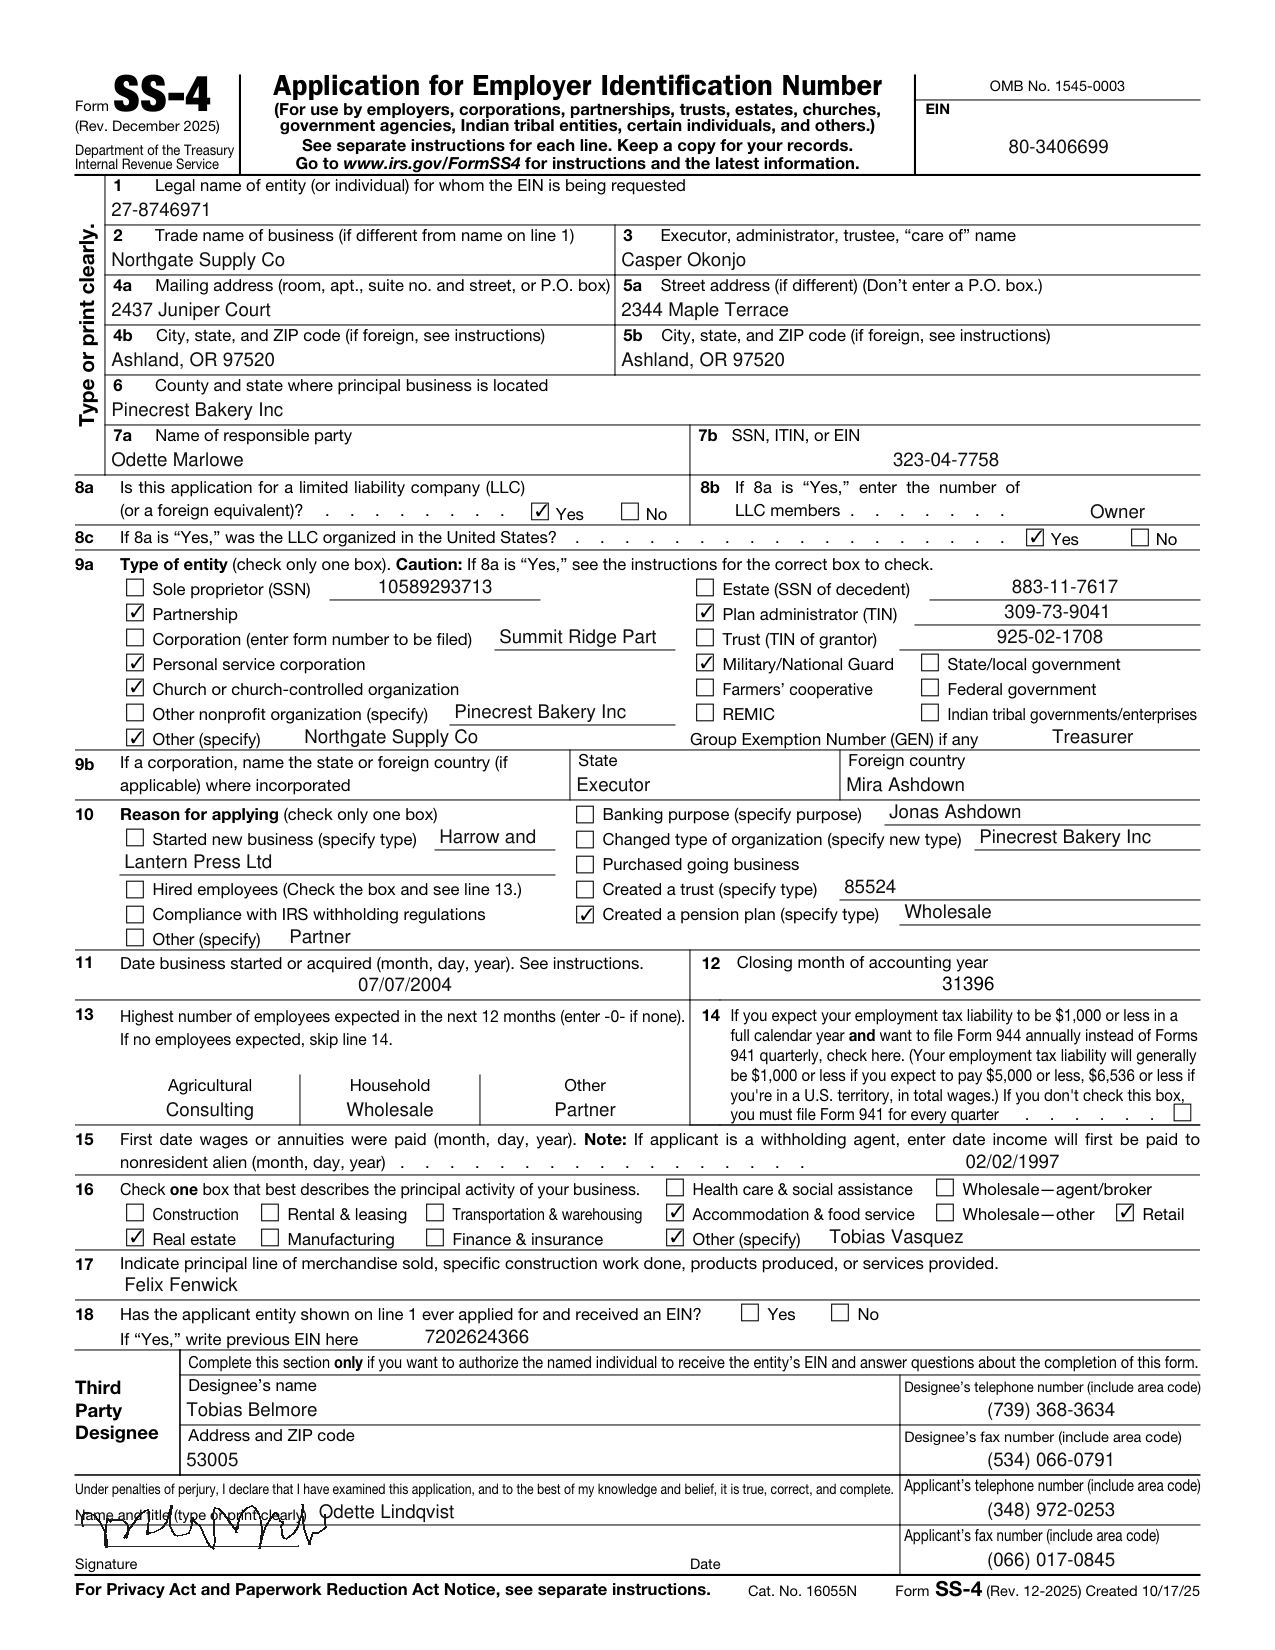 Form SS-4
(Rev. December 2025)
Department of the Treasury
Internal Revenue Service
Application for Employer Identification Number
(For use by employers, corporations, partnerships, trusts, estates, churches,
government agencies, Indian tribal entities, certain individuals, and others.)
See separate instructions for each line. Keep a copy for your records.
Go to www.irs.gov/FormSS4 for instructions and the latest information.
OMB No. 1545-0003
EIN
80-3406699
Type or print clearly.
1 Legal name of entity (or individual) for whom the EIN is being requested
27-8746971
2 Trade name of business (if different from name on line 1)
Northgate Supply Co
3 Executor, administrator, trustee, “care of” name
Casper Okonjo
4a Mailing address (room, apt., suite no. and street, or P.O. box)
2437 Juniper Court
5a Street address (if different) (Don’t enter a P.O. box.)
2344 Maple Terrace
4b City, state, and ZIP code (if foreign, see instructions)
Ashland, OR 97520
5b City, state, and ZIP code (if foreign, see instructions)
Ashland, OR 97520
6 County and state where principal business is located
Pinecrest Bakery Inc
7a Name of responsible party
Odette Marlowe
7b SSN, ITIN, or EIN
323-04-7758
8a Is this application for a limited liability company (LLC)
(or a foreign equivalent)? . . . . . . . . Yes No
8b If 8a is “Yes,” enter the number of
LLC members . . . . . . . Owner
8c If 8a is “Yes,” was the LLC organized in the United States? . . . . . . . . . . . . . . . . . . Yes No
9a Type of entity (check only one box). Caution: If 8a is “Yes,” see the instructions for the correct box to check.
Sole proprietor (SSN) 10589293713
Estate (SSN of decedent) 883-11-7617
Partnership
Plan administrator (TIN) 309-73-9041
Corporation (enter form number to be filed) Summit Ridge Part
Trust (TIN of grantor) 925-02-1708
Personal service corporation
Military/National Guard State/local government
Church or church-controlled organization
Farmers’ cooperative Federal government
Other nonprofit organization (specify) Pinecrest Bakery Inc
REMIC Indian tribal governments/enterprises
Other (specify) Northgate Supply Co
Group Exemption Number (GEN) if any Treasurer
9b If a corporation, name the state or foreign country (if
applicable) where incorporated
State
Executor
Foreign country
Mira Ashdown
10 Reason for applying (check only one box)
Banking purpose (specify purpose) Jonas Ashdown
Started new business (specify type) Harrow and
Lantern Press Ltd
Changed type of organization (specify new type) Pinecrest Bakery Inc
Purchased going business
Hired employees (Check the box and see line 13.)
Created a trust (specify type) 85524
Compliance with IRS withholding regulations
Created a pension plan (specify type) Wholesale
Other (specify) Partner
11 Date business started or acquired (month, day, year). See instructions.
07/07/2004
12 Closing month of accounting year
31396
13 Highest number of employees expected in the next 12 months (enter -0- if none).
If no employees expected, skip line 14.
Agricultural Household Other
Consulting Wholesale Partner
14 If you expect your employment tax liability to be $1,000 or less in a
full calendar year and want to file Form 944 annually instead of Forms
941 quarterly, check here. (Your employment tax liability will generally
be $1,000 or less if you expect to pay $5,000 or less, $6,536 or less if
you're in a U.S. territory, in total wages.) If you don't check this box,
you must file Form 941 for every quarter . . . . . .
15 First date wages or annuities were paid (month, day, year). Note: If applicant is a withholding agent, enter date income will first be paid to
nonresident alien (month, day, year) . . . . . . . . . . . . . . . . . 02/02/1997
16 Check one box that best describes the principal activity of your business.
Health care & social assistance Wholesale—agent/broker
Construction Rental & leasing Transportation & warehousing Accommodation & food service Wholesale—other Retail
Real estate Manufacturing Finance & insurance Other (specify) Tobias Vasquez
17 Indicate principal line of merchandise sold, specific construction work done, products produced, or services provided.
Felix Fenwick
18 Has the applicant entity shown on line 1 ever applied for and received an EIN? Yes No
If “Yes,” write previous EIN here 7202624366
Third
Party
Designee
Complete this section only if you want to authorize the named individual to receive the entity’s EIN and answer questions about the completion of this form.
Designee’s name
Tobias Belmore
Designee’s telephone number (include area code)
(739) 368-3634
Address and ZIP code
53005
Designee’s fax number (include area code)
(534) 066-0791
Under penalties of perjury, I declare that I have examined this application, and to the best of my knowledge and belief, it is true, correct, and complete.
Applicant’s telephone number (include area code)
(348) 972-0253
Name and title (type or print clearly) Odette Lindqvist
Applicant’s fax number (include area code)
(066) 017-0845
Signature Date
For Privacy Act and Paperwork Reduction Act Notice, see separate instructions. Cat. No. 16055N Form SS-4 (Rev. 12-2025) Created 10/17/25